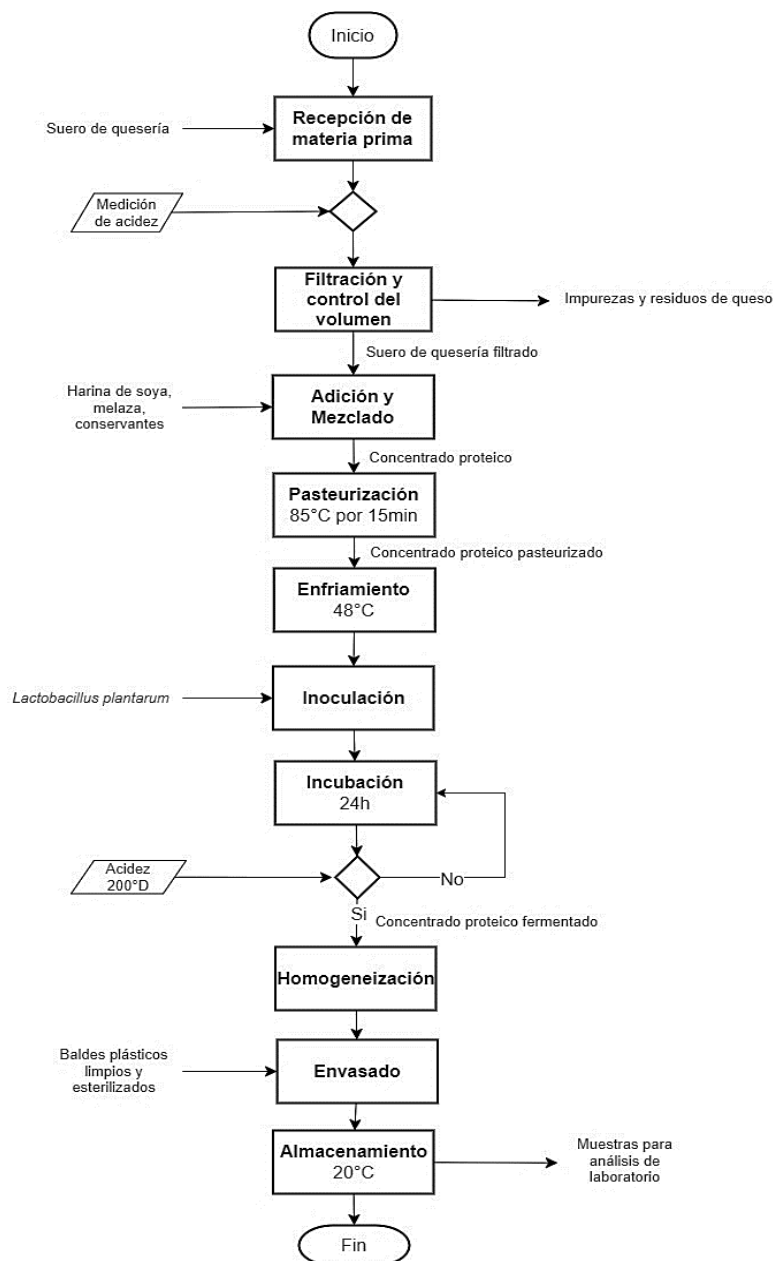 Inicio
Suero de quesería
Recepción de
materia prima
Medición
de acidez
Filtración y
control del
volumen
Impurezas y residuos de queso
Suero de quesería filtrado
Harina de soya,
melaza,
conservantes
Adición y
Mezclado
Concentrado proteico
Pasteurización
85°C por 15min
Concentrado proteico pasteurizado
Enfriamiento
48°C
Lactobacillus plantarum
Inoculación
Incubación
24h
Acidez
200°D
No
Si
Concentrado proteico fermentado
Homogeneización
Baldes plásticos
limpios y
esterilizados
Envasado
Almacenamiento
20°C
Muestras para
análisis de
laboratorio
Fin